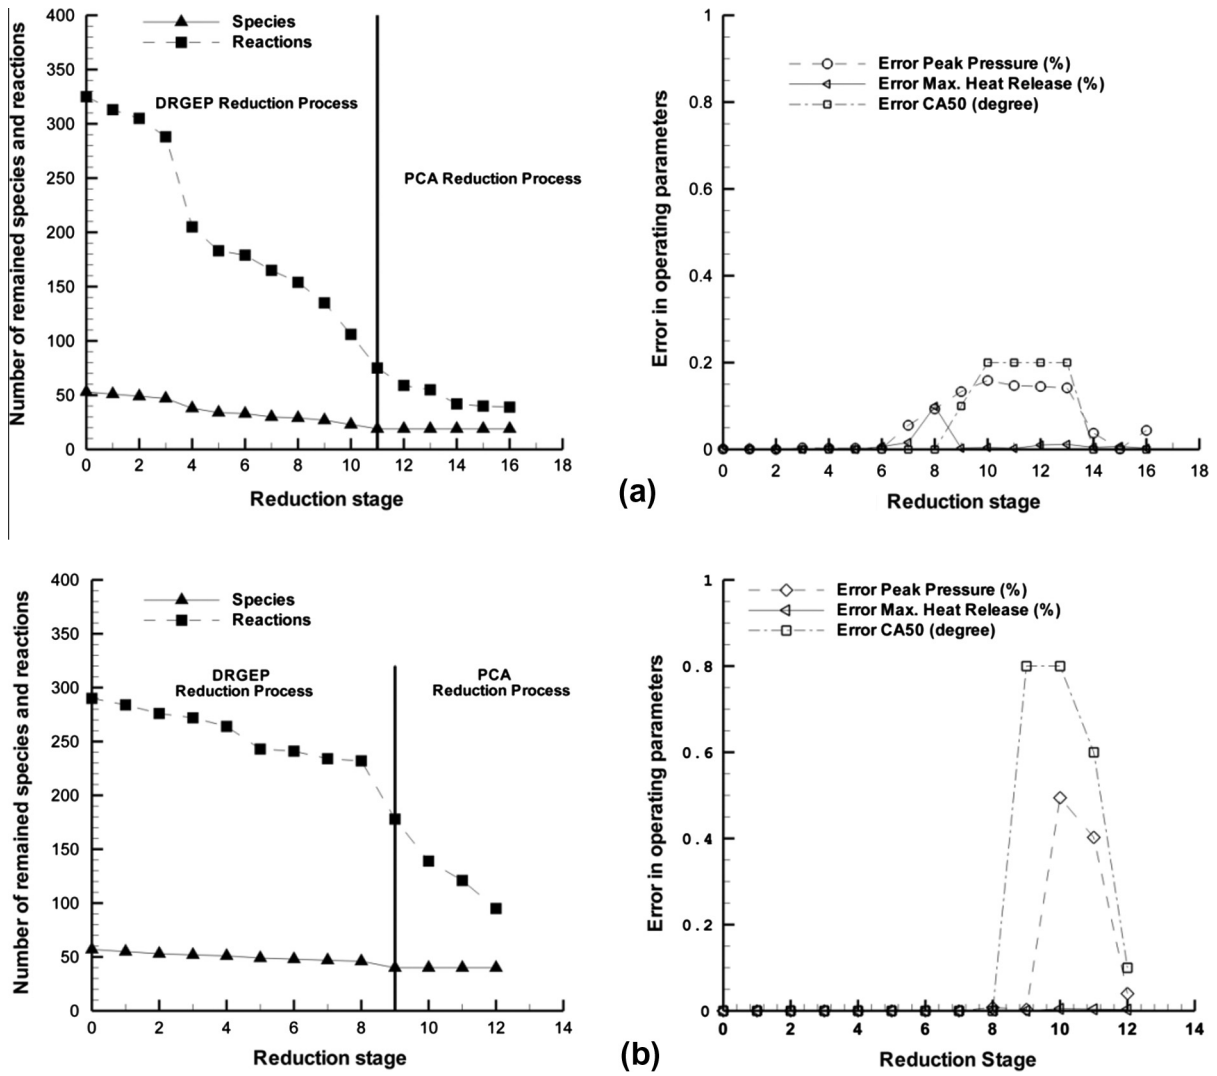 Number of remained species and reactions
400
350
300
250
200
150
100
50
0
Species
Reactions
DRGEP Reduction Process
PCA Reduction Process
0 2 4 6 8 10 12 14 16 18
Reduction stage
Error in operating parameters
1
0.8
0.6
0.4
0.2
0
Error Peak Pressure (%)
Error Max. Heat Release (%)
Error CA50 (degree)
0 2 4 6 8 10 12 14 16 18
Reduction stage
(a)
Number of remained species and reactions
400
350
300
250
200
150
100
50
0
Species
Reactions
DRGEP
Reduction Process
PCA
Reduction Process
0 2 4 6 8 10 12 14
Reduction stage
Error in operating parameters
1
0.8
0.6
0.4
0.2
0
Error Peak Pressure (%)
Error Max. Heat Release (%)
Error CA50 (degree)
0 2 4 6 8 10 12 14
Reduction Stage
(b)